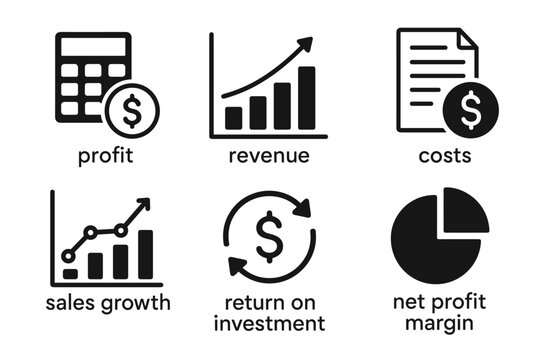 $
$
profit
revenue
costs
$
sales growth
return on
investment
net profit
margin